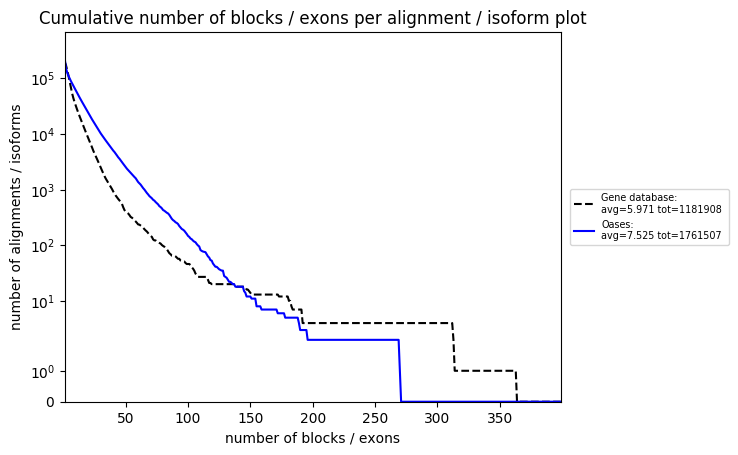 Cumulative number of blocks / exons per alignment / isoform plot
number of alignments / isoforms
10^5
10^4
10^3
10^2
10^1
10^0
0
50 100 150 200 250 300 350
number of blocks / exons
Gene database:
avg=5.971 tot=1181908
Oases:
avg=7.525 tot=1761507